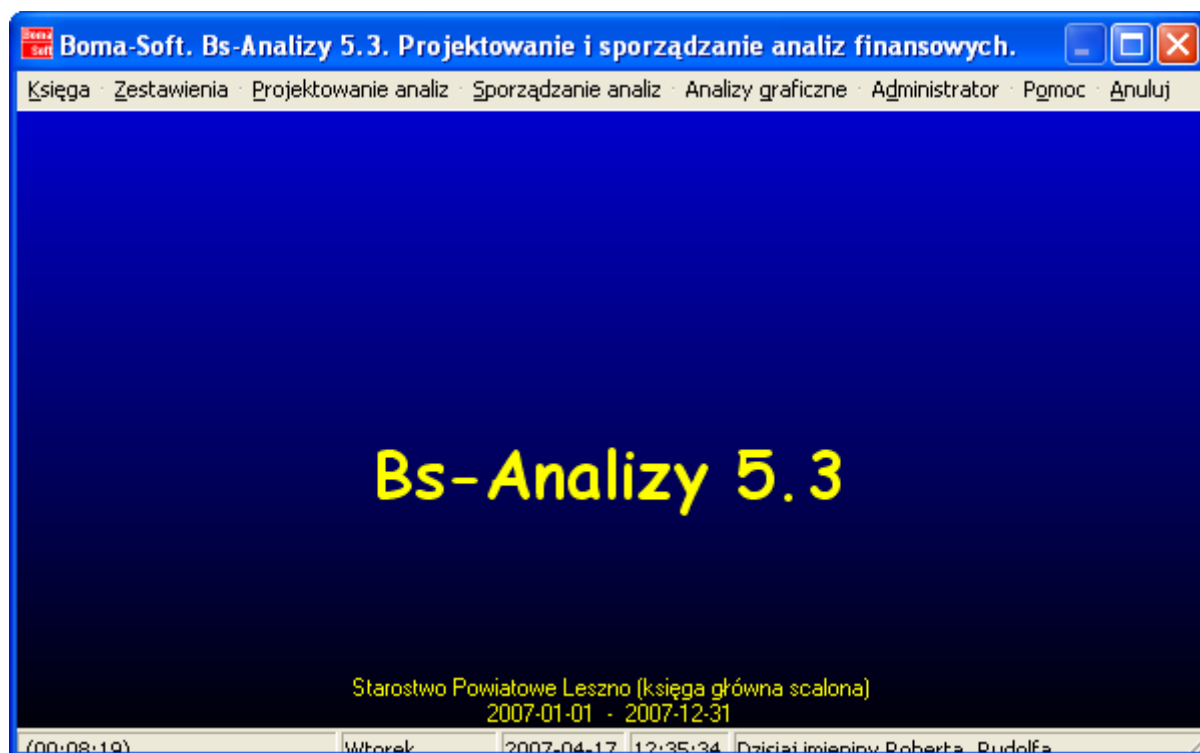 Boma Soft Boma-Soft. Bs-Analizy 5.3. Projektowanie i sporządzanie analiz finansowych.
Księga · Zestawienia · Projektowanie analiz · Sporządzanie analiz · Analizy graficzne · Administrator · Pomoc · Anuluj
Bs-Analizy 5.3
Starostwo Powiatowe Leszno (księga główna scalona)
2007-01-01 - 2007-12-31
(00:08:19) Wtorek 2007-04-17 12:35:34 Dzisiaj imieniny Roberta, Rudolfa